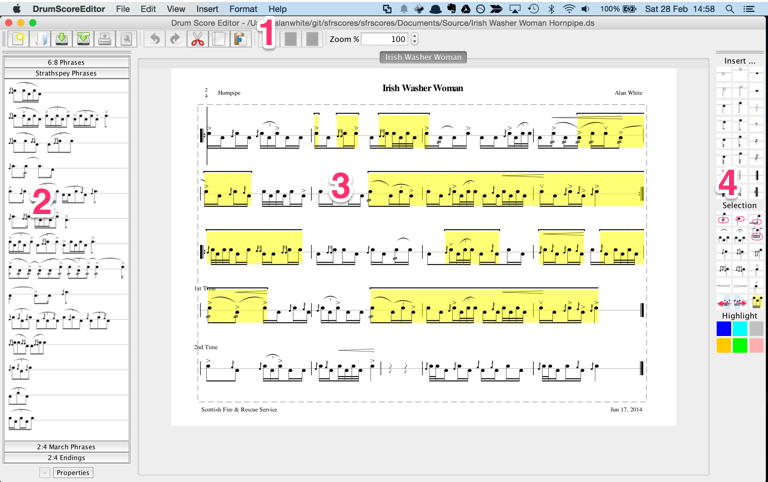 DrumScoreEditor File Edit View Insert Format Help 100% Sat 28 Feb 14:58
Drum Score Editor - /U alanwhite/git/sfrscores/sfrscores/Documents/Source/Irish Washer Woman Hornpipe.ds
1
Zoom % 100
Irish Washer Woman
6:8 Phrases
Strathspey Phrases
2
2:4 March Phrases
2:4 Endings
Properties
2
4
Hornpipe
Irish Washer Woman
Alan White
3
1st Time
2nd Time
Scottish Fire & Rescue Service
Jun 17, 2014
Insert ...
4
Selection
Highlight